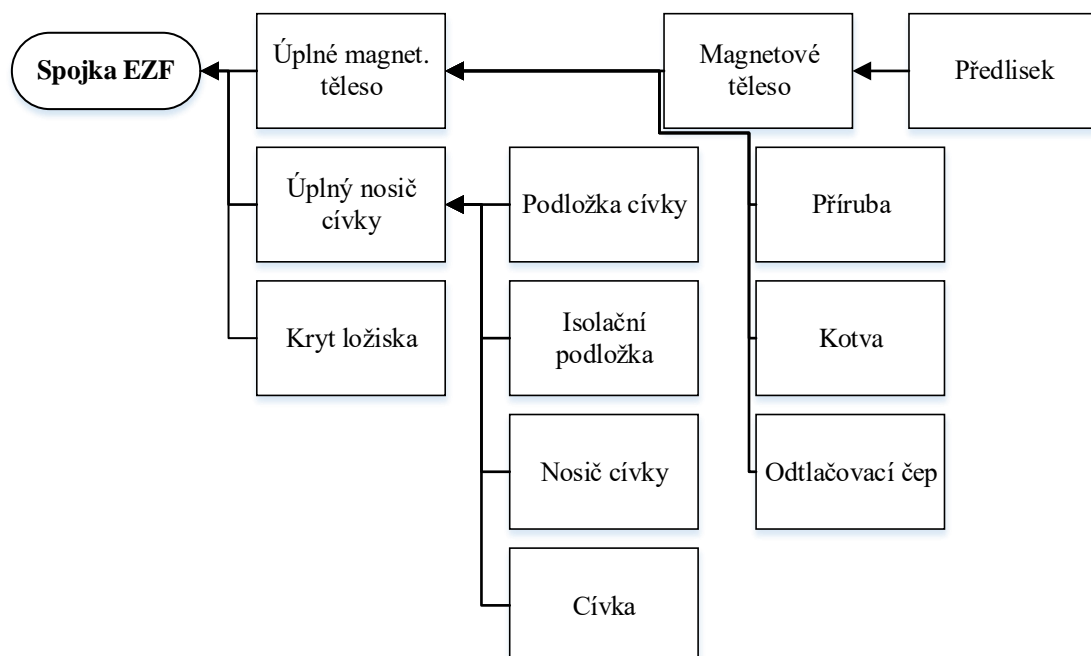 Spojka EZF
Úplné magnet.
těleso
Magnetové
těleso
Předlisek
Úplný nosič
cívky
Podložka cívky
Příruba
Kryt ložiska
Isolační
podložka
Kotva
Nosič cívky
Odtlačovací čep
Cívka